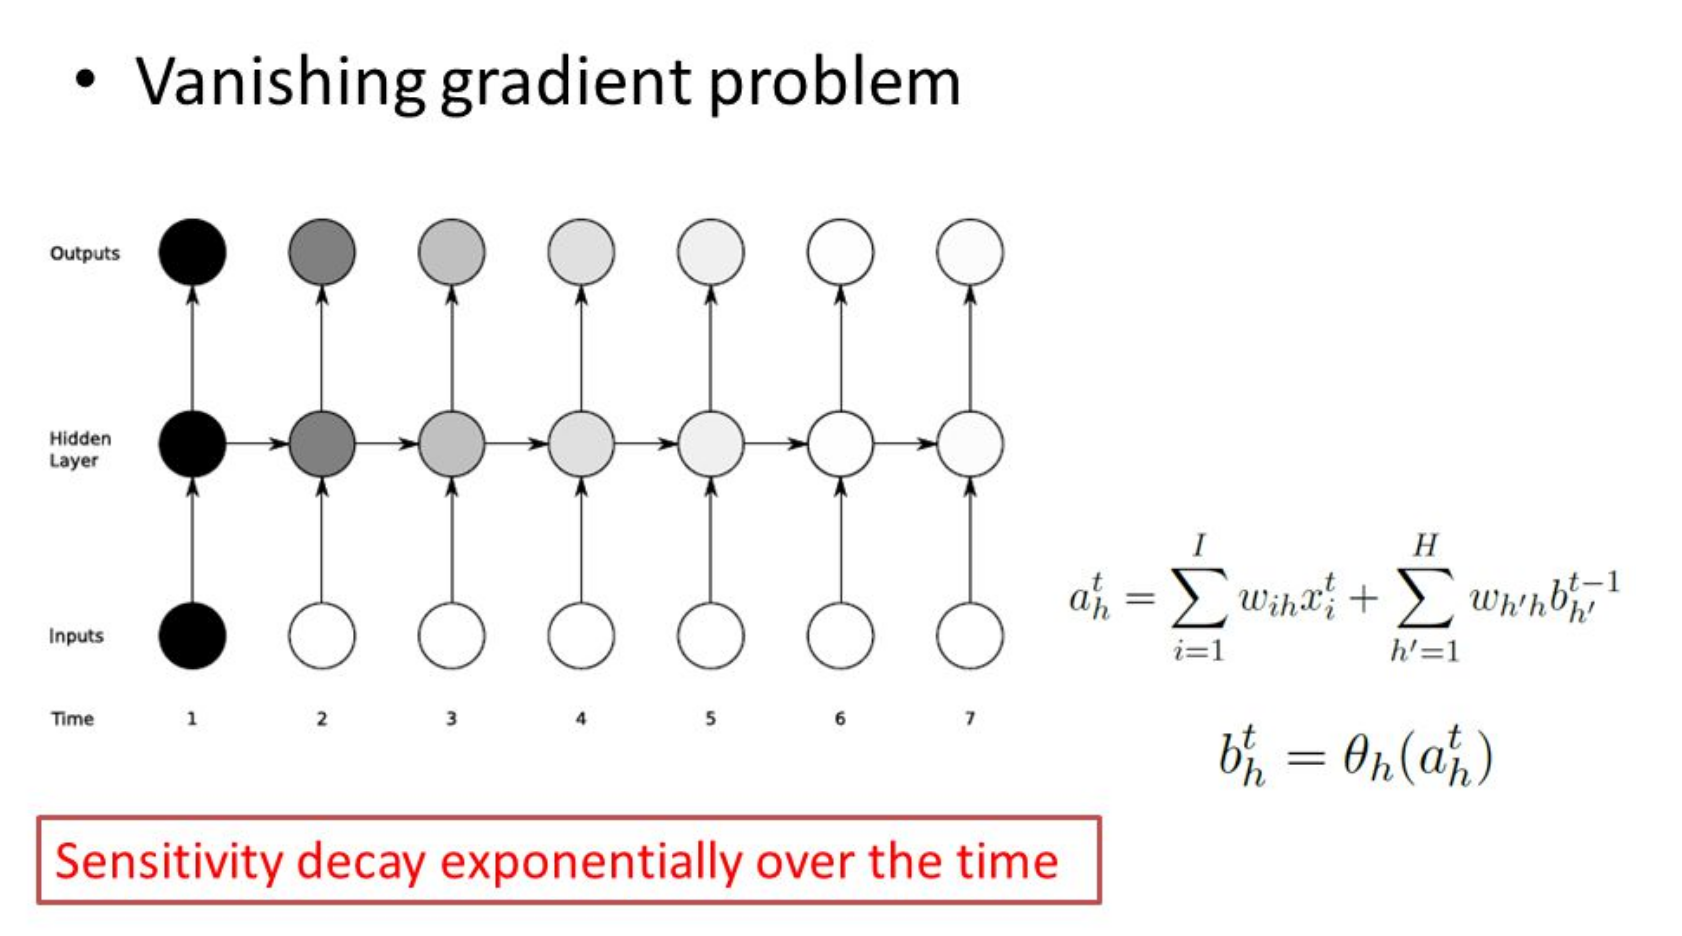 • Vanishing gradient problem
Outputs
Hidden
Layer
Inputs
Time 1 2 3 4 5 6 7
$a_h^t = \sum_{i=1}^{I} w_{ih} x_i^t + \sum_{h'=1}^{H} w_{h'h} b_{h'}^{t-1}$
$b_h^t = \theta_h(a_h^t)$
Sensitivity decay exponentially over the time